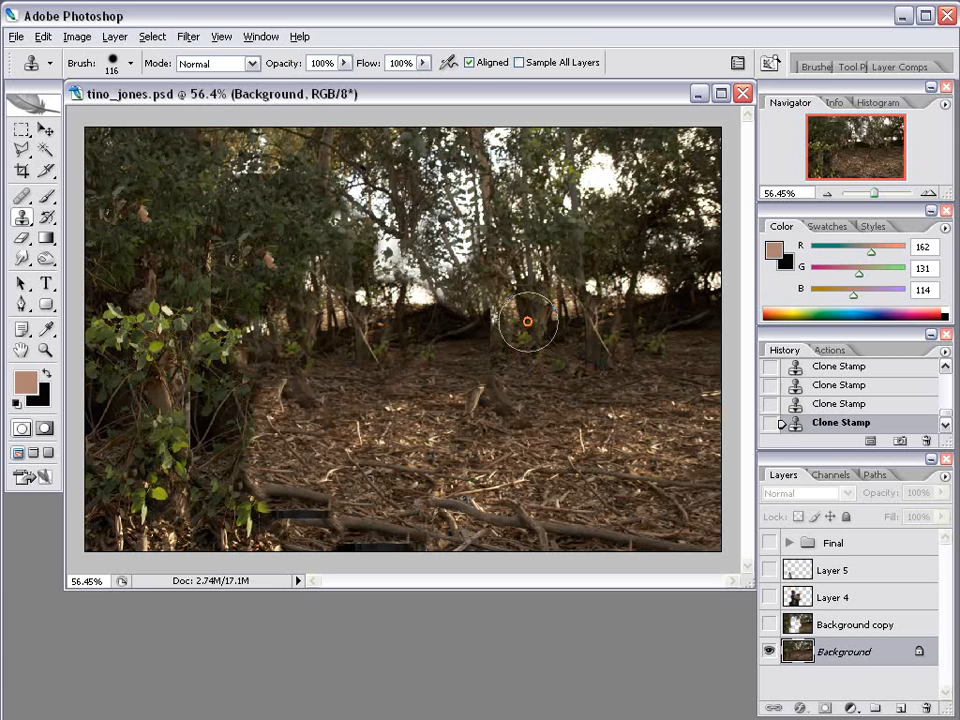 Adobe Photoshop
File Edit Image Layer Select Filter View Window Help
Brush: 116 Mode: Normal Opacity: 100% Flow: 100% Aligned Sample All Layers Brushe Tool P Layer Comps
tino_jones.psd @ 56.4% (Background, RGB/8*)
Navigator Info Histogram
56.45%
Color Swatches Styles
R 162
G 131
B 114
History Actions
Clone Stamp
Clone Stamp
Clone Stamp
Clone Stamp
Layers Channels Paths
Normal Opacity: 100%
Lock: Fill: 100%
Final
Layer 5
Layer 4
Background copy
Background
56.45% Doc: 2.74M/17.1M